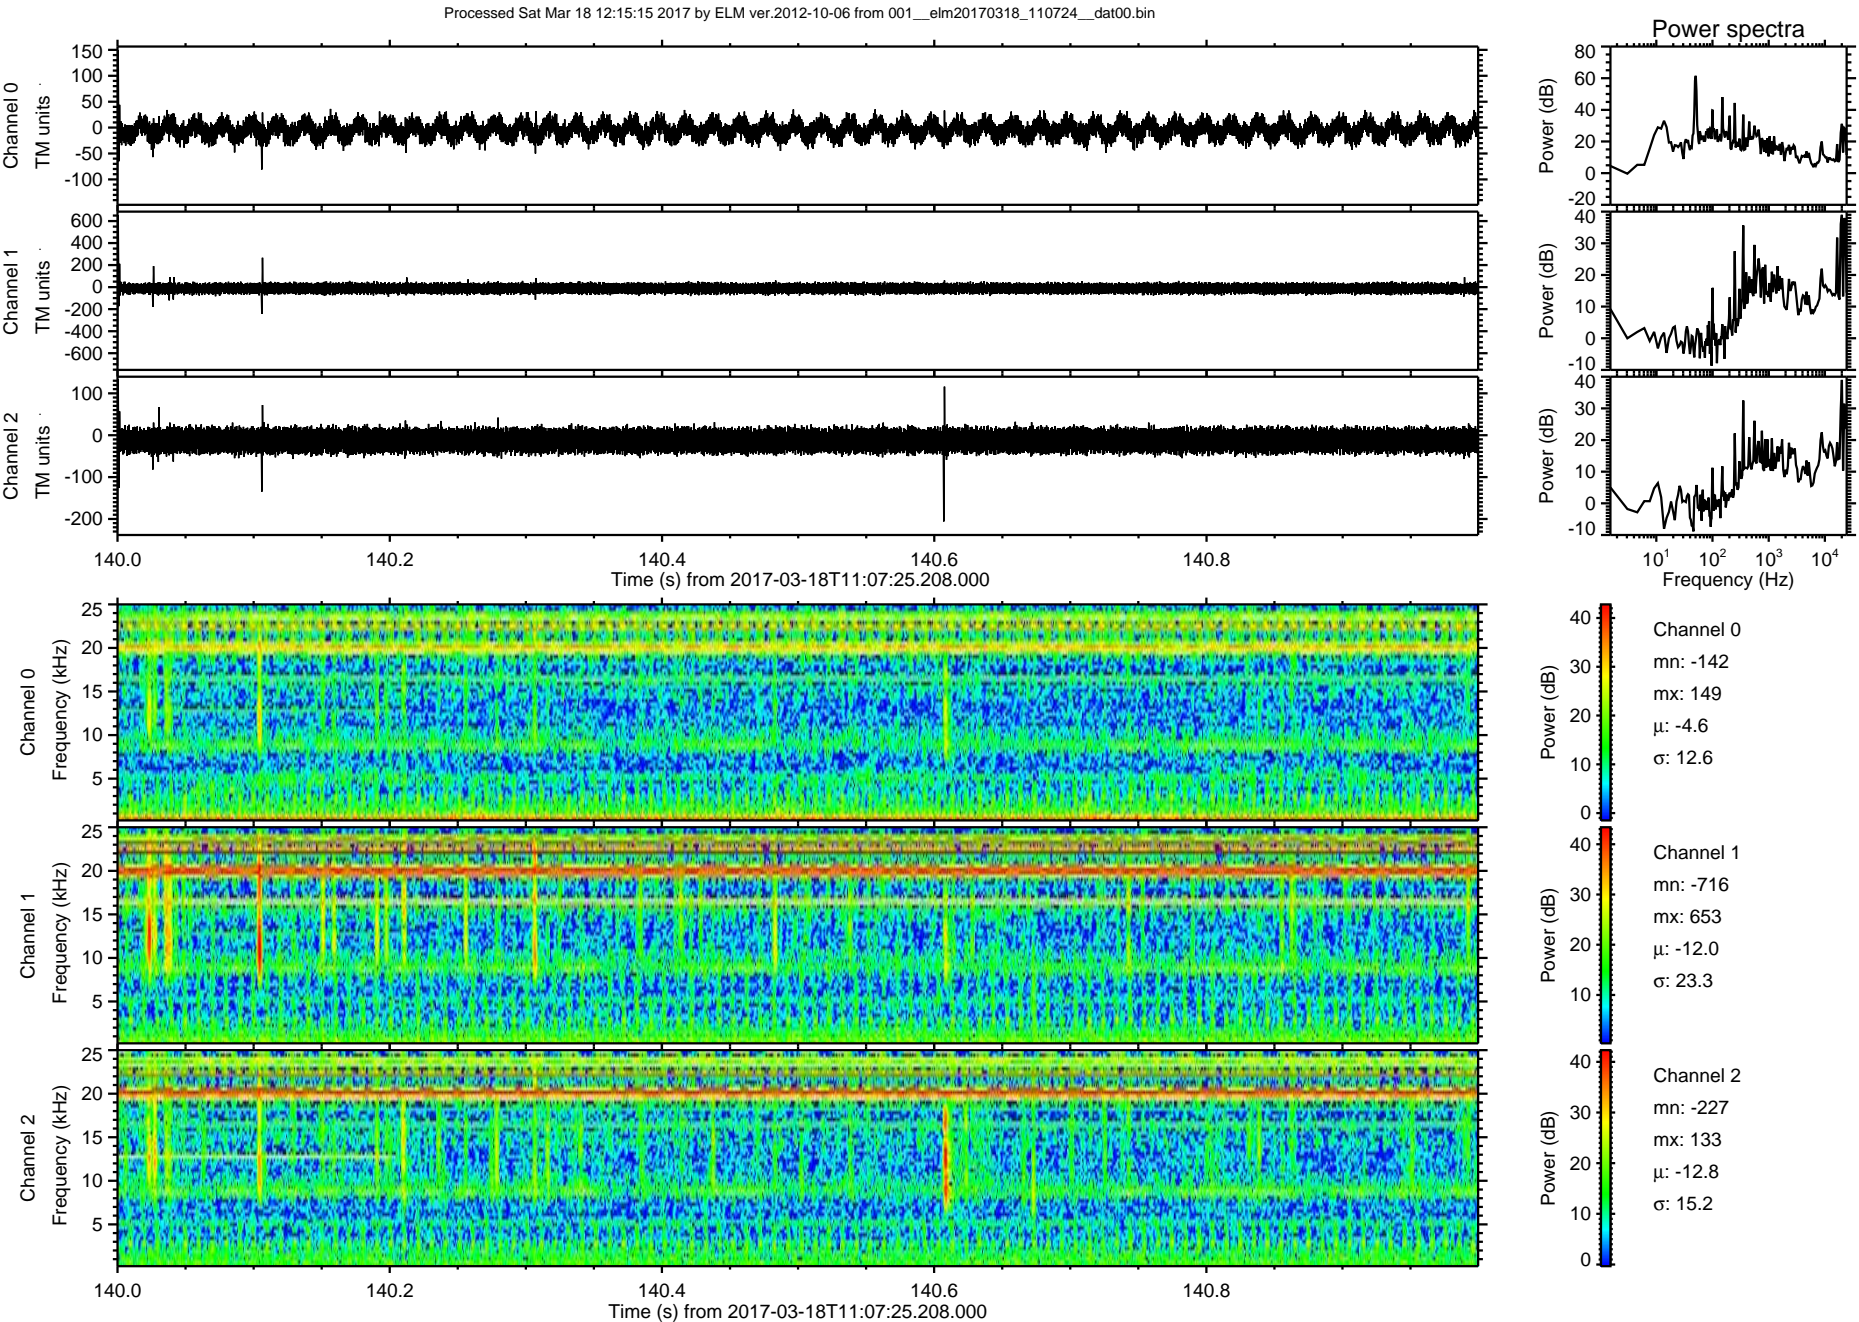 Processed Sat Mar 18 12:15:15 2017 by ELM ver.2012-10-06 from 001__elm20170318_110724__dat00.bin
Power spectra
Channel 0
TM units
150
100
50
0
-50
-100
Power (dB)
80
60
40
20
0
-20
Channel 1
TM units
600
400
200
0
-200
-400
-600
Power (dB)
40
30
20
10
0
-10
Channel 2
TM units
100
0
-100
-200
Power (dB)
40
30
20
10
0
-10
140.0 140.2 140.4 140.6 140.8
Time (s) from 2017-03-18T11:07:25.208.000
10^1 10^2 10^3 10^4
Frequency (Hz)
Channel 0
Frequency (kHz)
25
20
15
10
5
Power (dB)
40
30
20
10
0
Channel 0
mn: -142
mx: 149
μ: -4.6
σ: 12.6
Channel 1
Frequency (kHz)
25
20
15
10
5
Power (dB)
40
30
20
10
Channel 1
mn: -716
mx: 653
μ: -12.0
σ: 23.3
Channel 2
Frequency (kHz)
25
20
15
10
5
Power (dB)
40
30
20
10
0
Channel 2
mn: -227
mx: 133
μ: -12.8
σ: 15.2
140.0 140.2 140.4 140.6 140.8
Time (s) from 2017-03-18T11:07:25.208.000